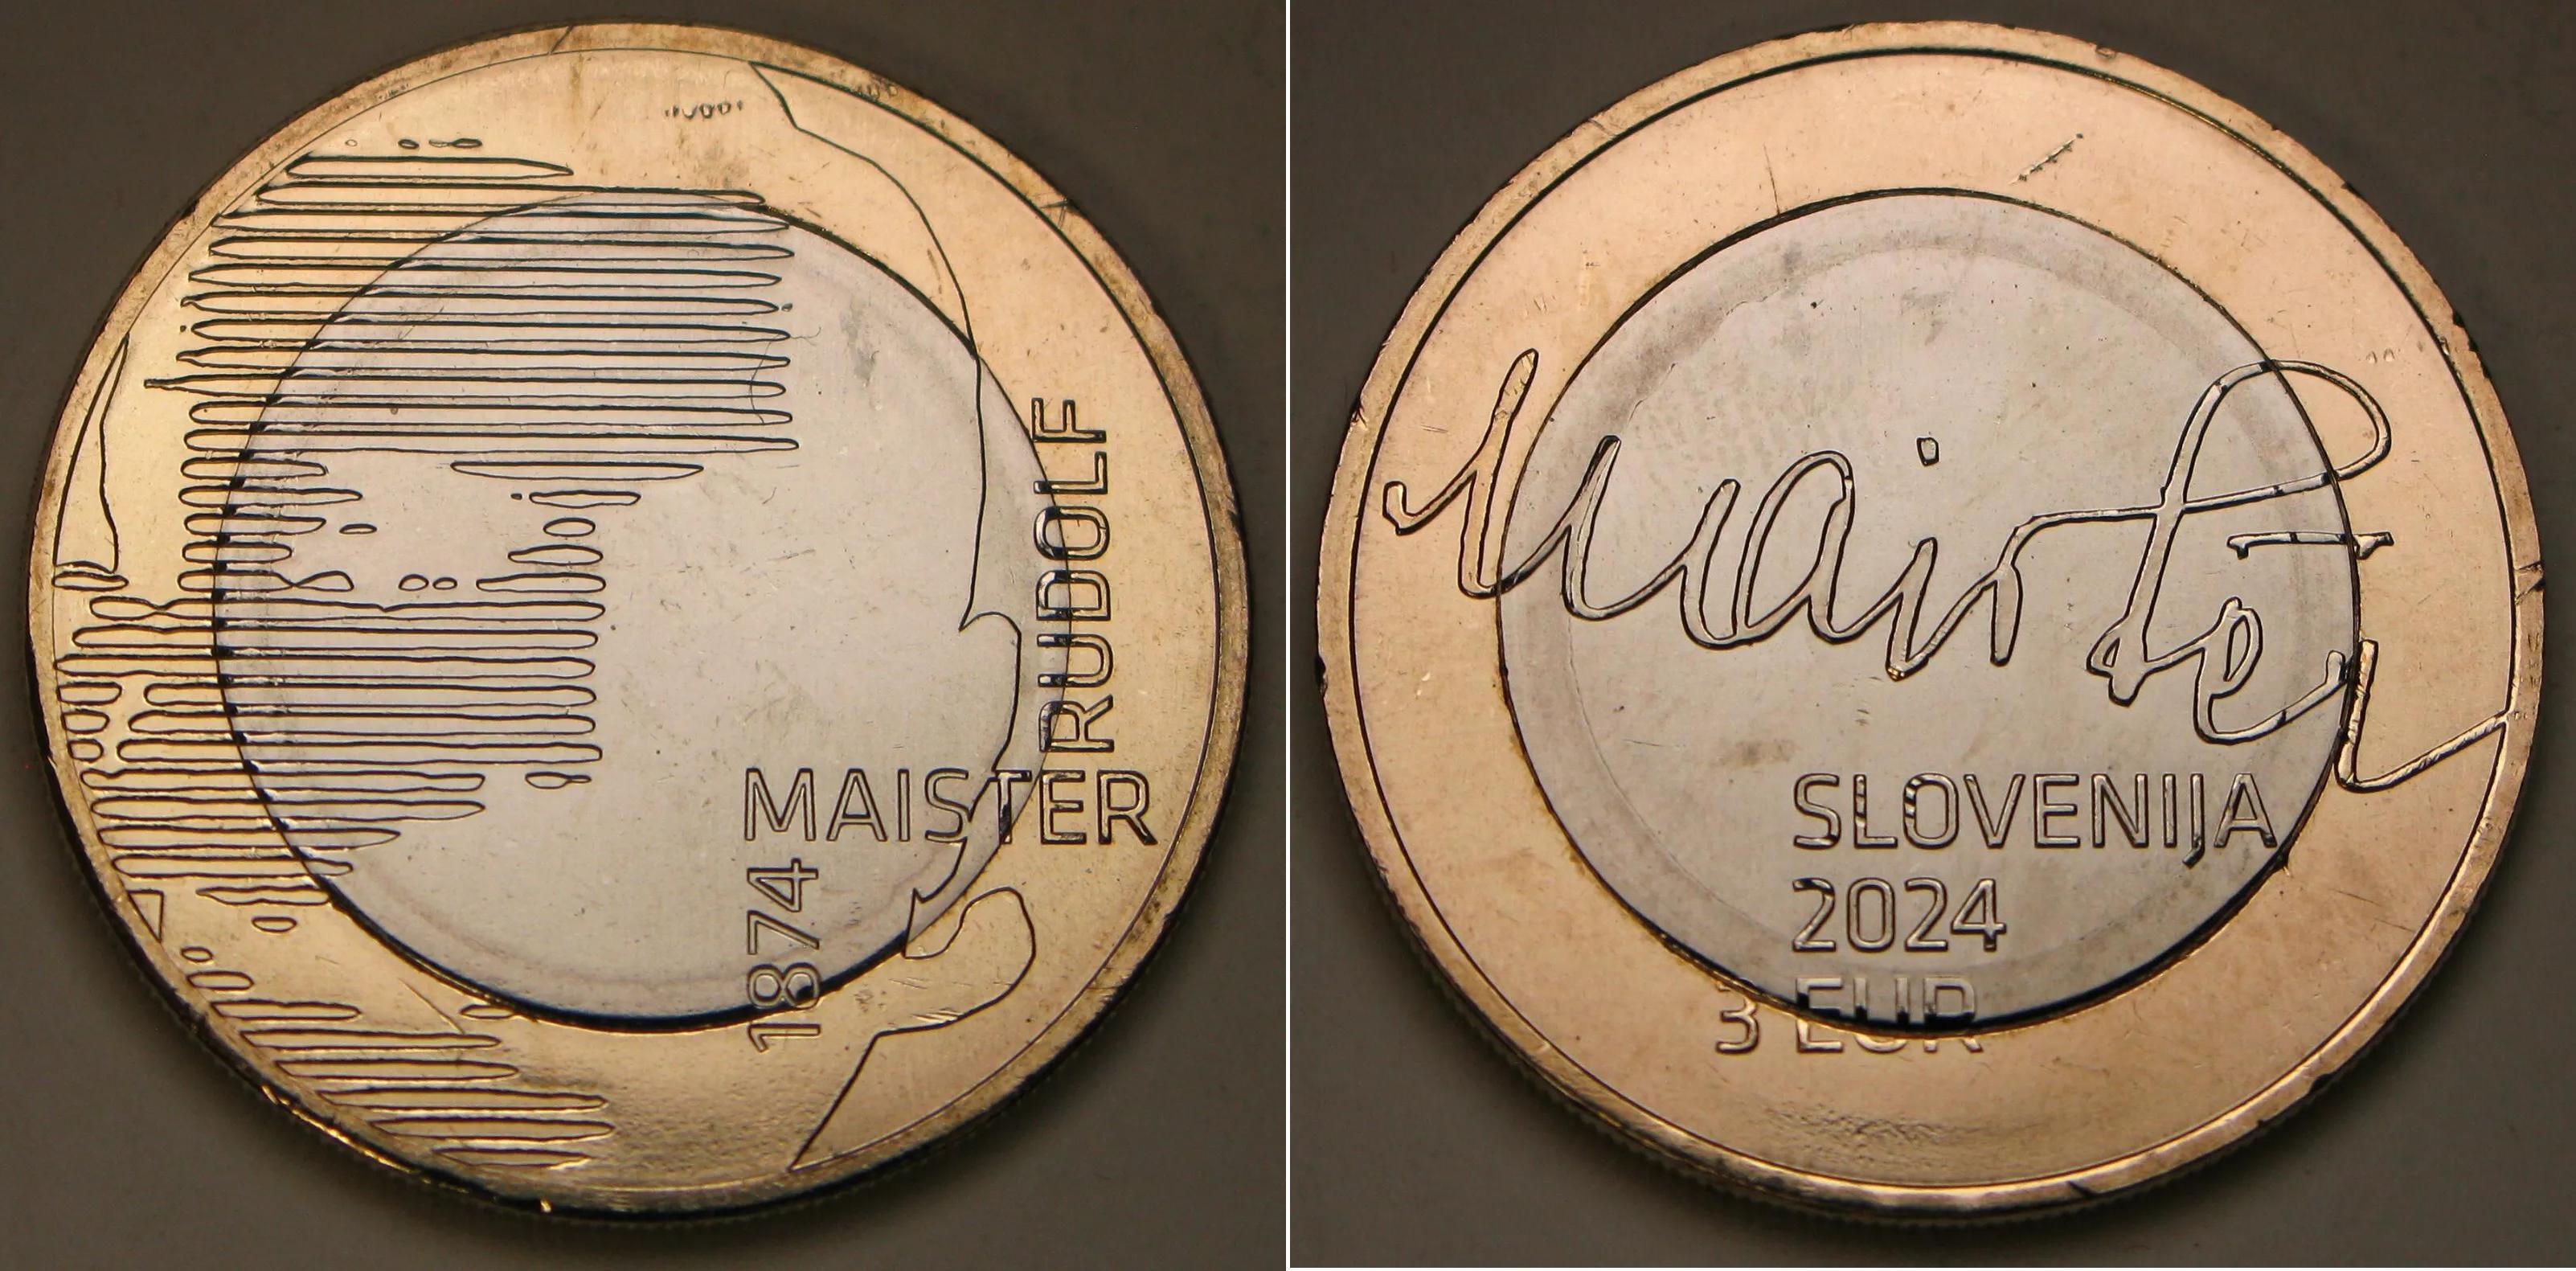 RUDOLF
MAISTER
1874
Maister
SLOVENIJA
2024
3 EUR